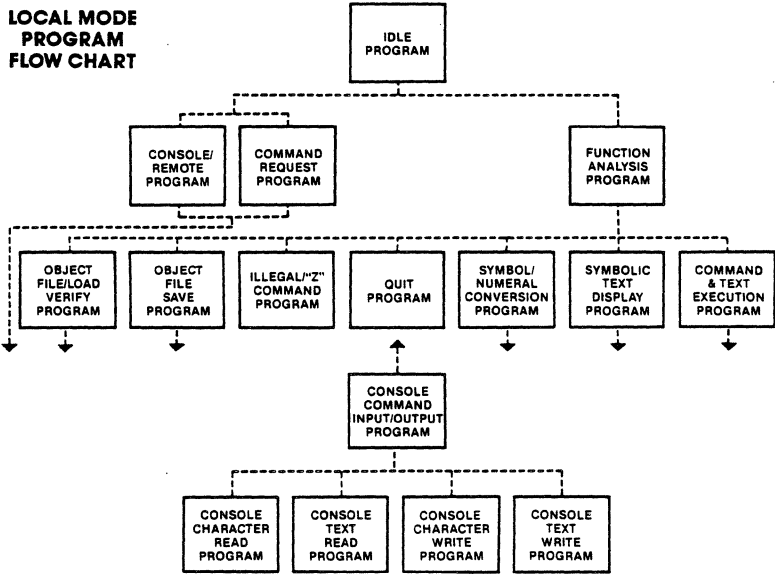 LOCAL MODE
PROGRAM
FLOW CHART
IDLE
PROGRAM
CONSOLE/
REMOTE
PROGRAM
COMMAND
REQUEST
PROGRAM
FUNCTION
ANALYSIS
PROGRAM
OBJECT
FILE/LOAD
VERIFY
PROGRAM
OBJECT
FILE
SAVE
PROGRAM
ILLEGAL/"Z"
COMMAND
PROGRAM
QUIT
PROGRAM
SYMBOL/
NUMERAL
CONVERSION
PROGRAM
SYMBOLIC
TEXT
DISPLAY
PROGRAM
COMMAND
& TEXT
EXECUTION
PROGRAM
CONSOLE
COMMAND
INPUT/OUTPUT
PROGRAM
CONSOLE
CHARACTER
READ
PROGRAM
CONSOLE
TEXT
READ
PROGRAM
CONSOLE
CHARACTER
WRITE
PROGRAM
CONSOLE
TEXT
WRITE
PROGRAM